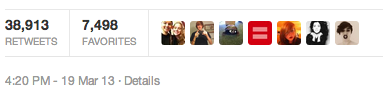 38,913 7,498
RETWEETS FAVORITES
4:20 PM - 19 Mar 13 · Details